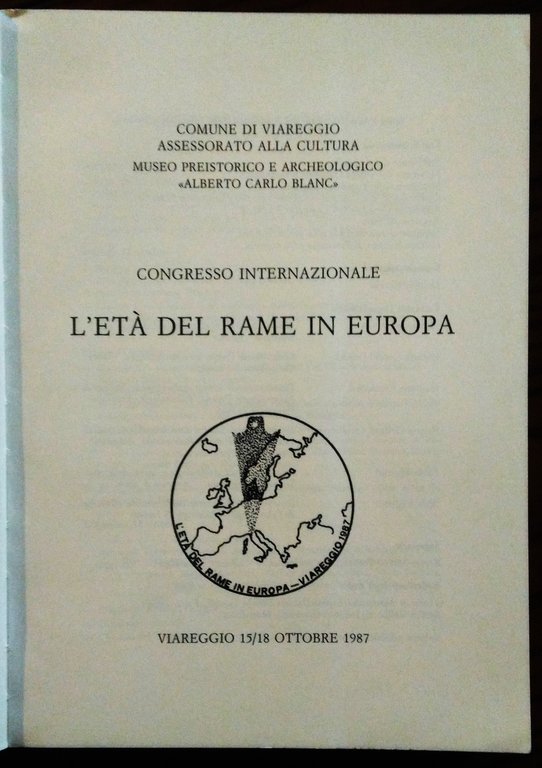 COMUNE DI VIAREGGIO
ASSESSORATO ALLA CULTURA
MUSEO PREISTORICO E ARCHEOLOGICO
«ALBERTO CARLO BLANC»
CONGRESSO INTERNAZIONALE
L'ETÀ DEL RAME IN EUROPA
L'ETÀ DEL RAME IN EUROPA — VIAREGGIO 1987
VIAREGGIO 15/18 OTTOBRE 1987